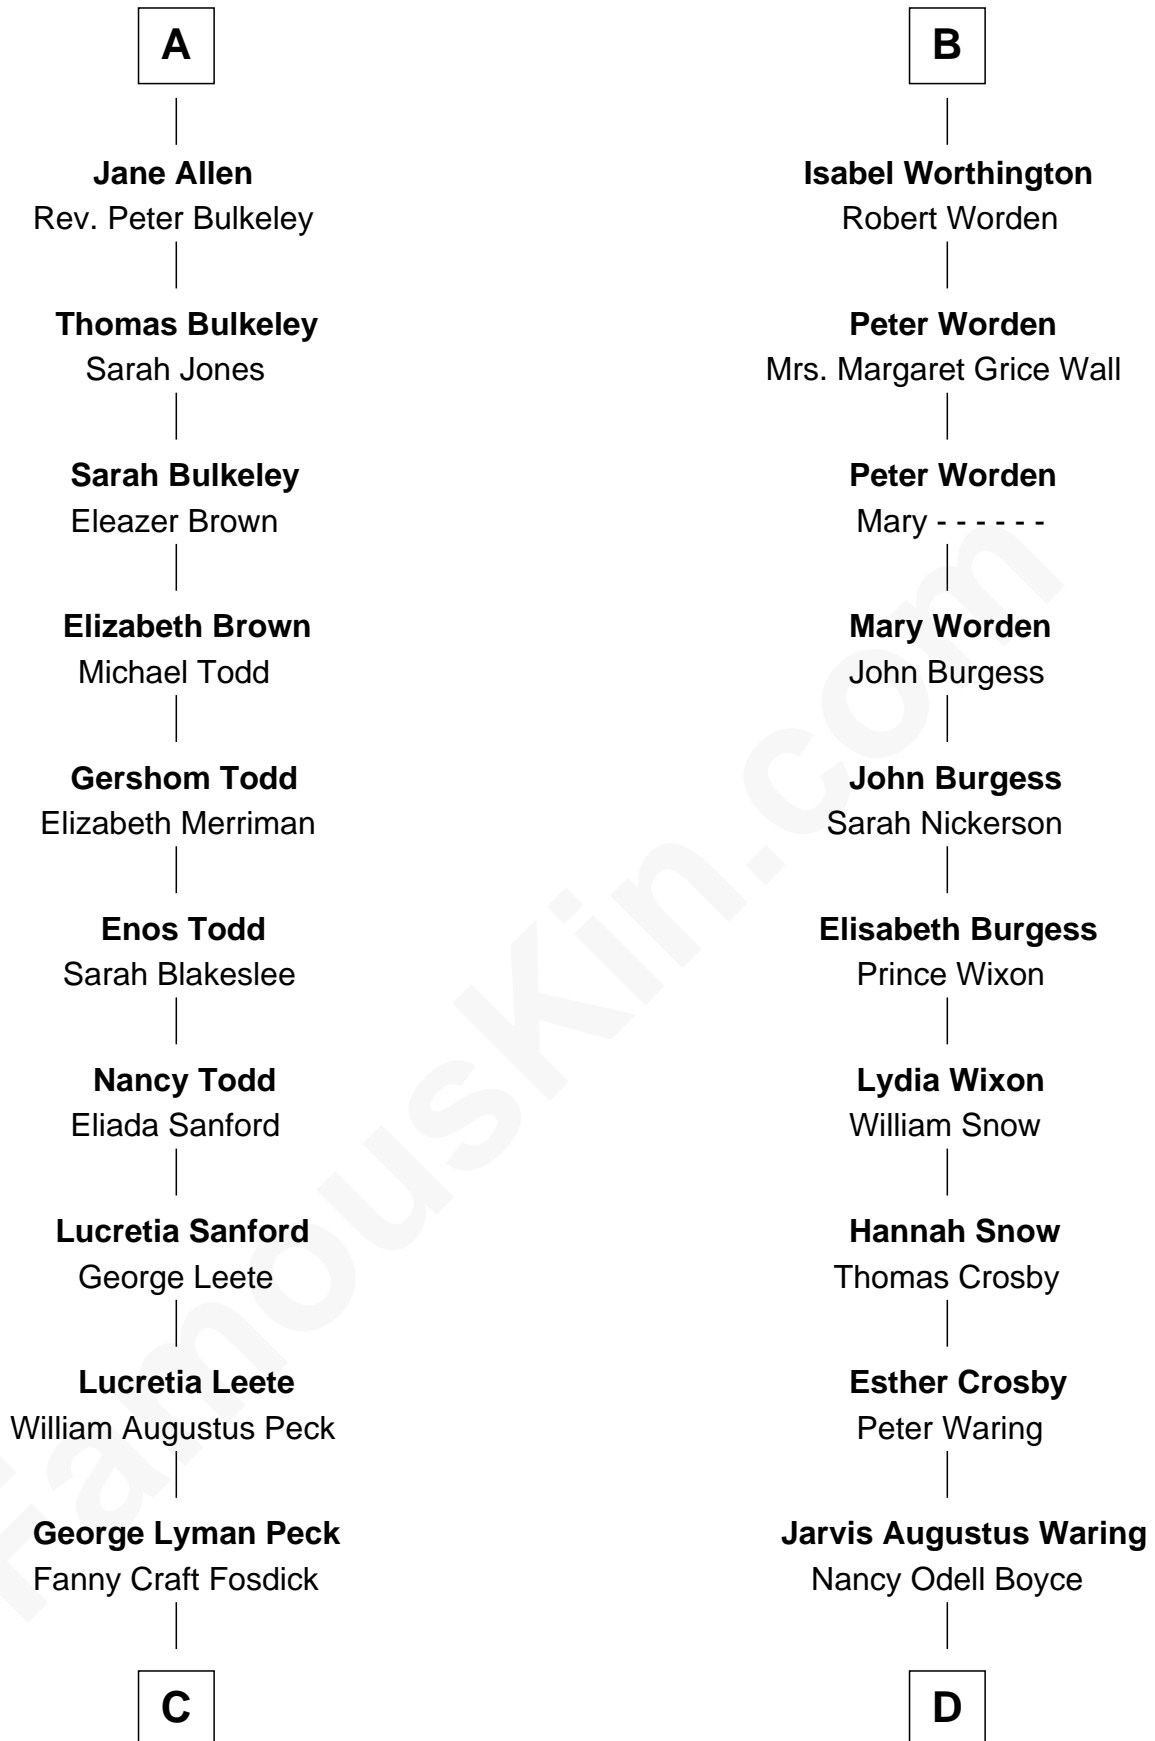 A
Jane Allen
Rev. Peter Bulkeley
Thomas Bulkeley
Sarah Jones
Sarah Bulkeley
Eleazer Brown
Elizabeth Brown
Michael Todd
Gershom Todd
Elizabeth Merriman
Enos Todd
Sarah Blakeslee
Nancy Todd
Eliada Sanford
Lucretia Sanford
George Leete
Lucretia Leete
William Augustus Peck
George Lyman Peck
Fanny Craft Fosdick
C
B
Isabel Worthington
Robert Worden
Peter Worden
Mrs. Margaret Grice Wall
Peter Worden
Mary - - - - - -
Mary Worden
John Burgess
John Burgess
Sarah Nickerson
Elisabeth Burgess
Prince Wixon
Lydia Wixon
William Snow
Hannah Snow
Thomas Crosby
Esther Crosby
Peter Waring
Jarvis Augustus Waring
Nancy Odell Boyce
D
FamousKin.com